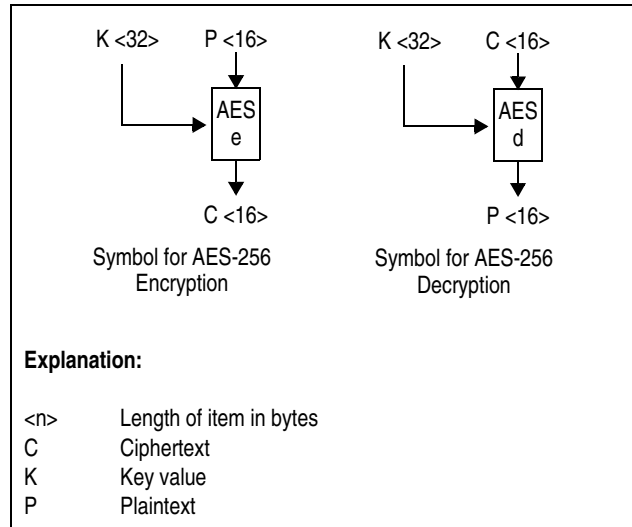 K <32> P <16> K <32> C <16>
AES AES
e d
C <16> P <16>
Symbol for AES-256 Symbol for AES-256
Encryption Decryption
Explanation:
<n> Length of item in bytes
C Ciphertext
K Key value
P Plaintext